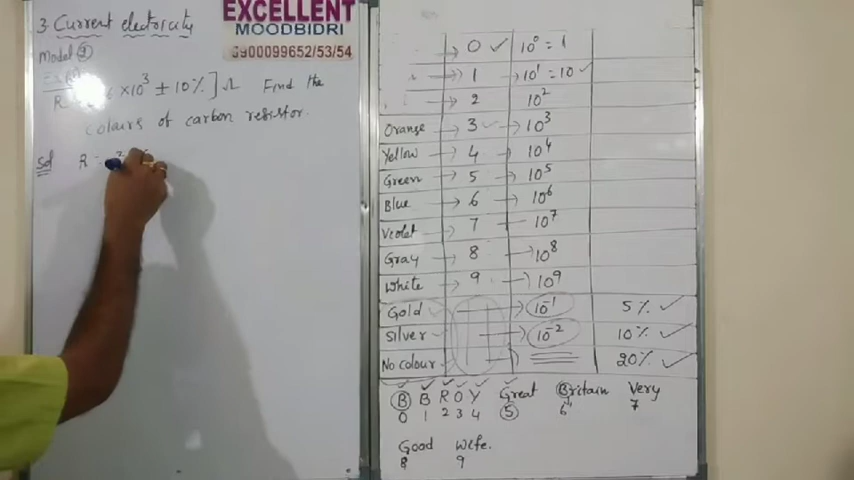 3 Current electricity
EXCELLENT
MOODBIDRI
6900099652/53/54
Model 2
R ×10³ ± 10% ] Ω Find the
colours of carbon resistor.
Sol R =
→ 0 ✓ 10⁰ = 1
→ 1 → 10¹ = 10 ✓
2 10²
Orange → 3 ✓ → 10³
Yellow → 4 → 10⁴
Green → 5 → 10⁵
Blue → 6 → 10⁶
Violet → 7 → 10⁷
Gray → 8 → 10⁸
White → 9 → 10⁹
Gold → 10⁻¹ 5% ✓
Silver → 10⁻² 10% ✓
No colour → 20% ✓
B B R O Y Great Britain Very
0 1 2 3 4 5 6 7
Good Wife.
8 9